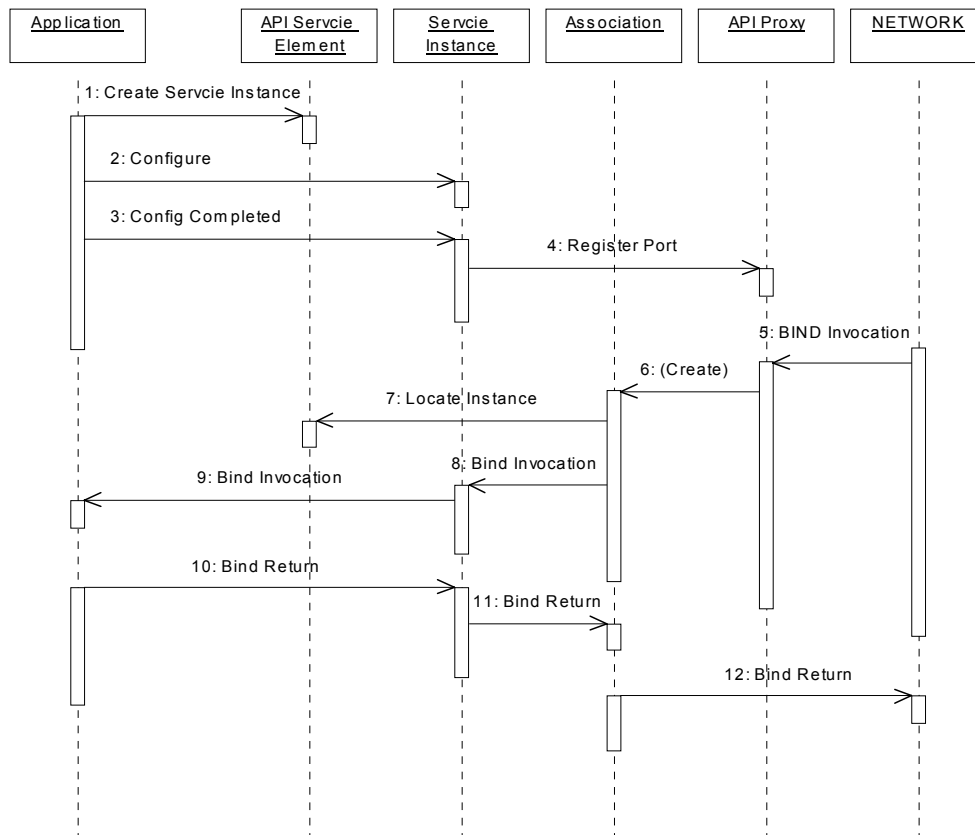 Application
API Servcie
Element
Servcie
Instance
Association
API Proxy
NETWORK
1: Create Servcie Instance
2: Configure
3: Config Completed
4: Register Port
5: BIND Invocation
6: (Create)
7: Locate Instance
8: Bind Invocation
9: Bind Invocation
10: Bind Return
11: Bind Return
12: Bind Return